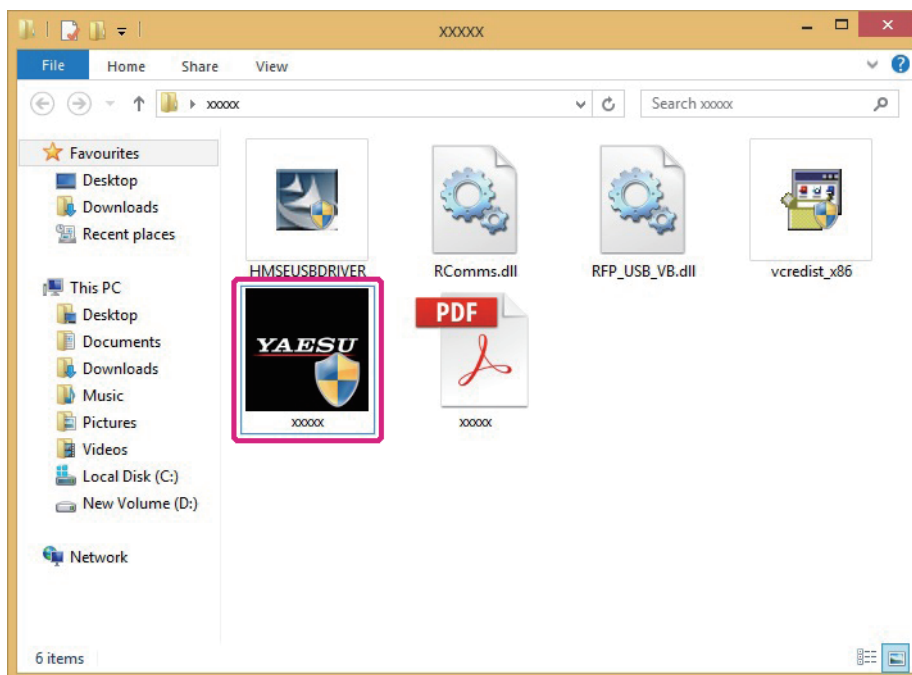 xxxxx
File Home Share View
xxxxx
Search xxxxx
Favourites
Desktop
Downloads
Recent places
This PC
Desktop
Documents
Downloads
Music
Pictures
Videos
Local Disk (C:)
New Volume (D:)
Network
HMSEUSBDRIVER
RComms.dll
RFP_USB_VB.dll
vcredist_x86
YAESU
xxxxx
PDF
xxxxx
6 items